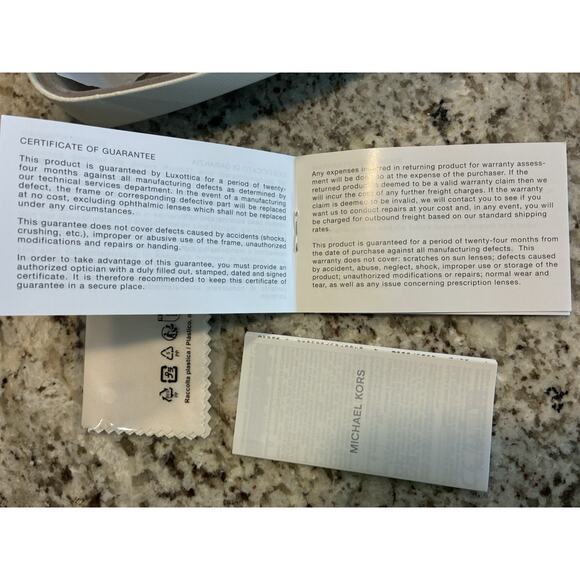 CERTIFICATE OF GUARANTEE
This product is guaranteed by Luxottica for a period of twenty-
four months against all manufacturing defects as determined by
our technical services department. In the event of a manufacturing
defect, the frame or corresponding defective part will be replaced
at no cost, excluding ophthalmic lenses which shall not be replaced
under any circumstances.
This guarantee does not cover defects caused by accidents (shocks,
crushing, etc.), improper or abusive use of the frame, unauthorized
modifications and repairs or handing.
In order to take advantage of this guarantee, you must provide an
authorized optician with a duly filled out, stamped, dated and signed
certificate. It is therefore recommended to keep this certificate of
guarantee in a secure place.
Any expenses in red in returning product for warranty assess-
ment will be do to at the expense of the purchaser. If the
returned product is deemed to be a valid warranty claim then we
will incur the cost of any further freight charges. If the warranty
claim is deemed to be invalid, we will contact you to see if you
want us to conduct repairs at your cost and, in any event, you will
be charged for outbound freight based on our standard shipping
rates.
This product is guaranteed for a period of twenty-four months from
the date of purchase against all manufacturing defects. This
warranty does not cover: scratches on sun lenses; defects caused
by accident, abuse, neglect, shock, improper use or storage of the
product; unauthorized modifications or repairs; normal wear and
tear, as well as any issue concerning prescription lenses.
PP
PP
Raccolta plastica / Plastico,
MICHAEL KORS